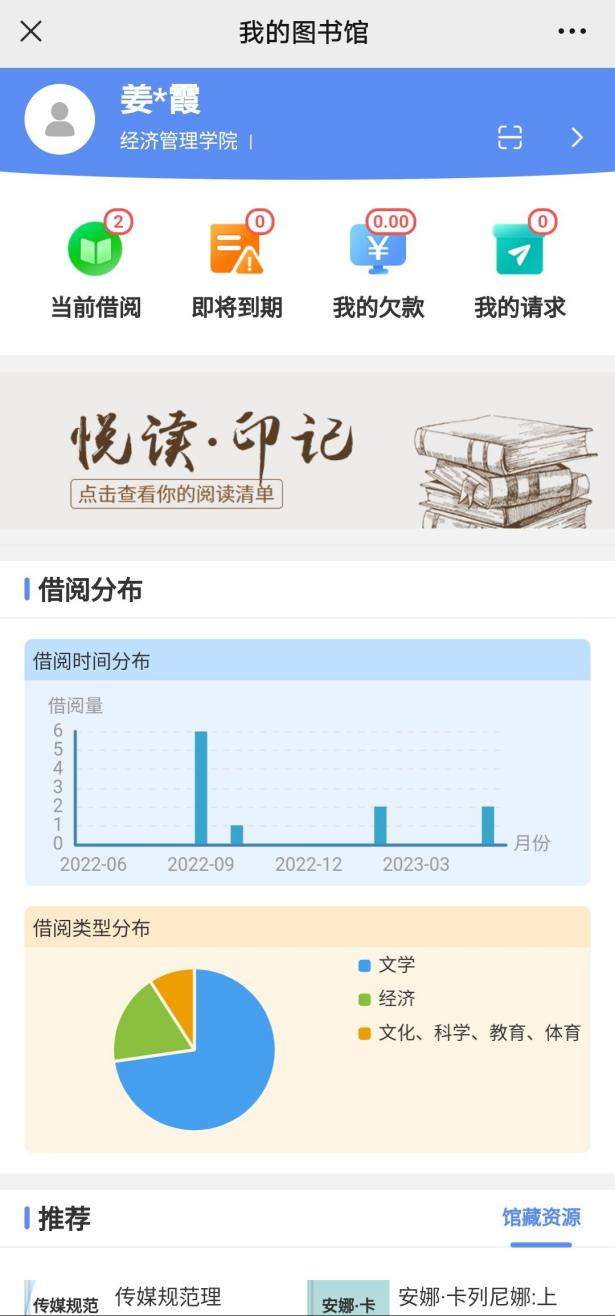 我的图书馆
姜*霞
经济管理学院 |
2 0 0.00 0
当前借阅 即将到期 我的欠款 我的请求
悦读·印记
点击查看你的阅读清单
借阅分布
借阅时间分布
借阅量
6
5
4
3
2
1
0
月份
2022-06 2022-09 2022-12 2023-03
借阅类型分布
文学
经济
文化、科学、教育、体育
推荐 馆藏资源
传媒规范 传媒规范理 安娜·卡 安娜·卡列尼娜:上